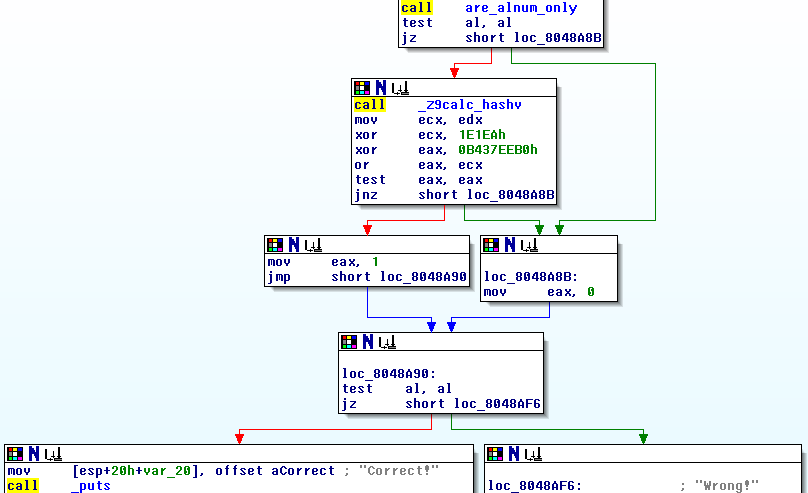 call are_alnum_only
test al, al
jz short loc_8048A8B
call _Z9calc_hashv
mov ecx, edx
xor ecx, 1E1EAh
xor eax, 0B437EEB0h
or eax, ecx
test eax, eax
jnz short loc_8048A8B
mov eax, 1
jmp short loc_8048A90
loc_8048A8B:
mov eax, 0
loc_8048A90:
test al, al
jz short loc_8048AF6
mov [esp+20h+var_20], offset aCorrect ; "Correct!"
call _puts
loc_8048AF6: ; "Wrong!"